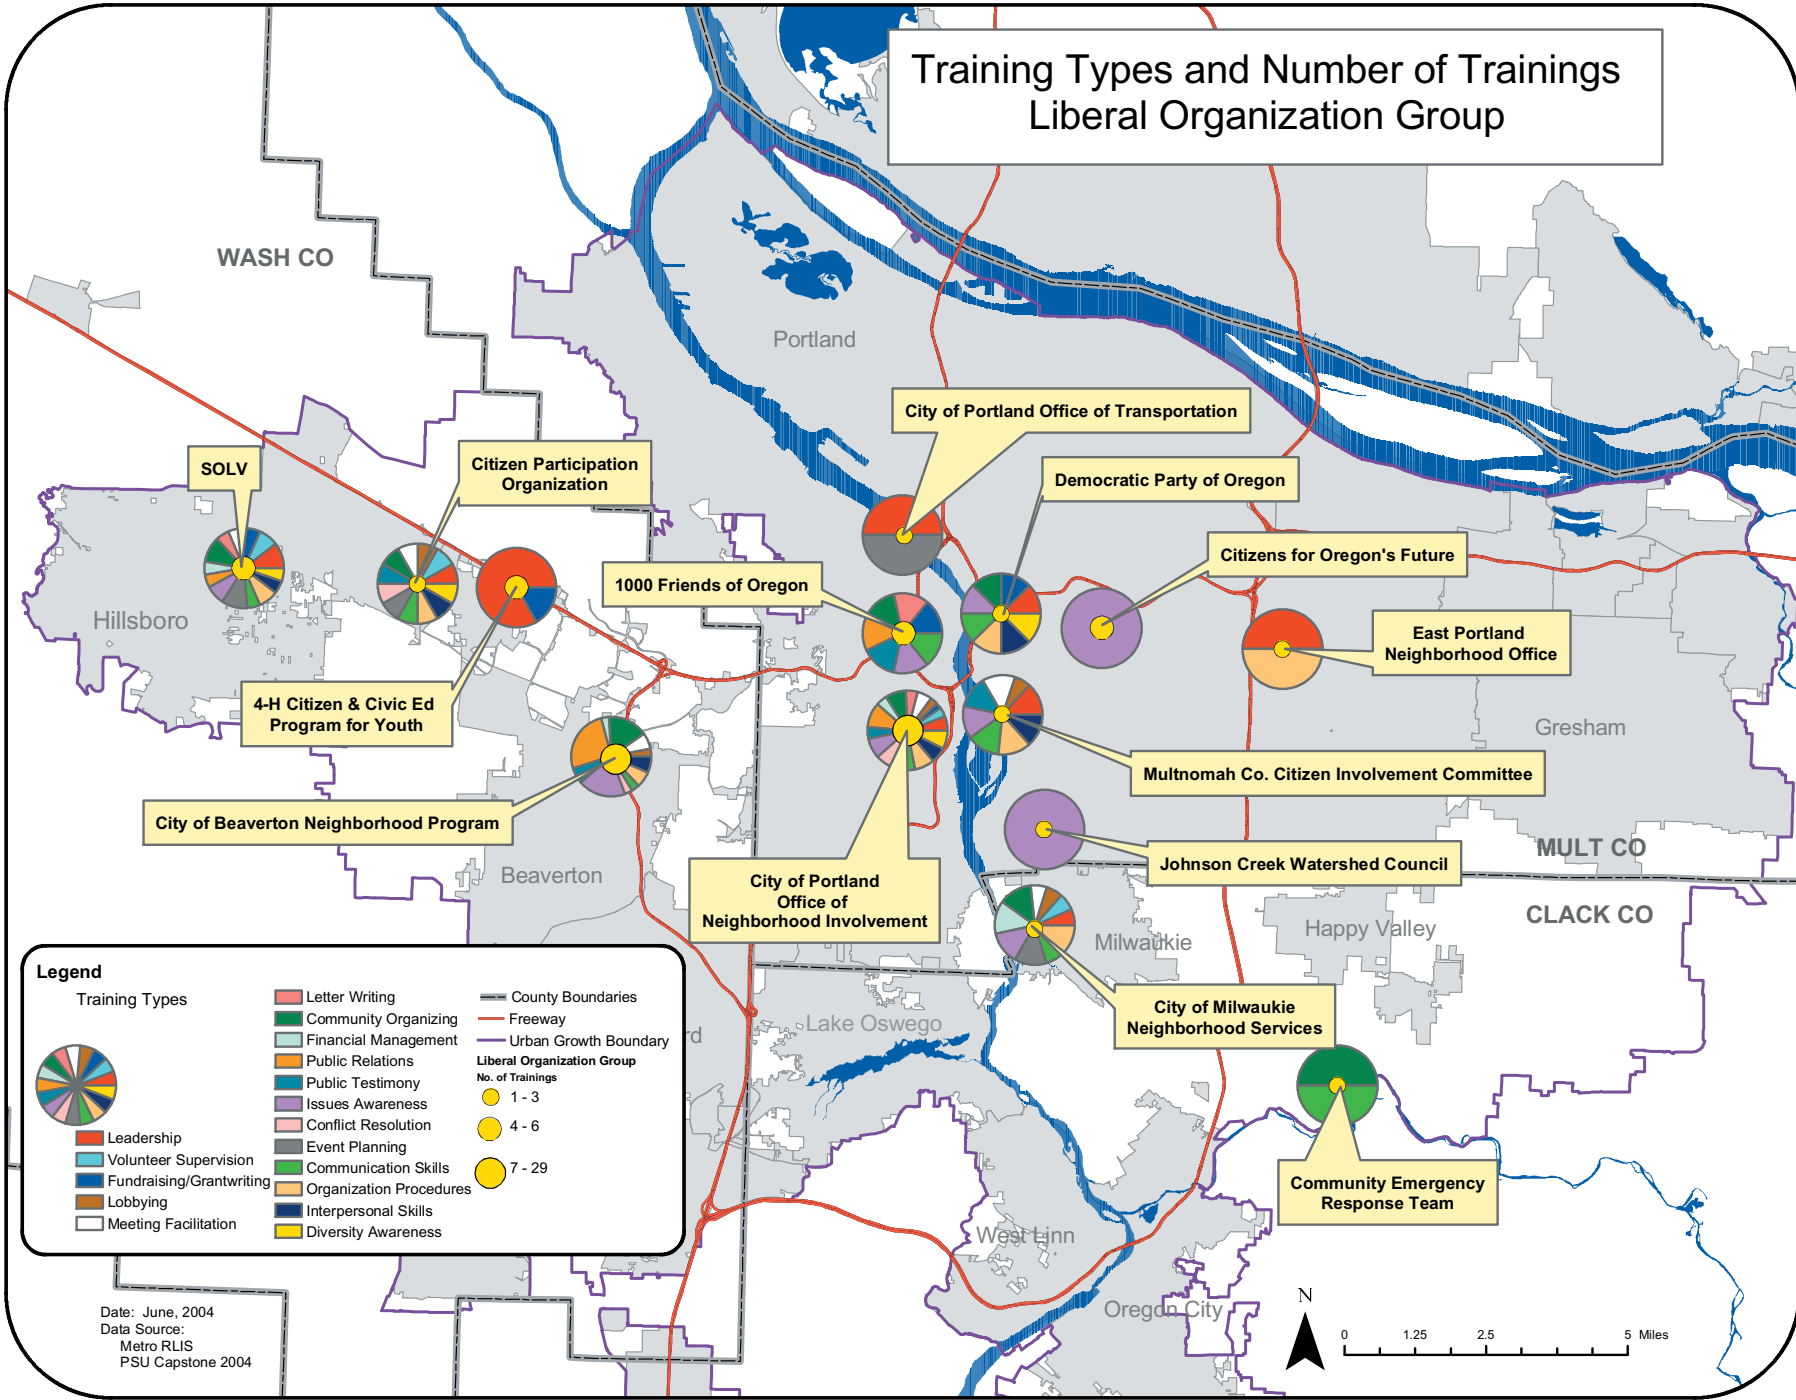 Training Types and Number of Trainings
Liberal Organization Group
WASH CO
Portland
City of Portland Office of Transportation
SOLV
Citizen Participation
Organization
Democratic Party of Oregon
Citizens for Oregon's Future
1000 Friends of Oregon
Hillsboro
East Portland
Neighborhood Office
4-H Citizen & Civic Ed
Program for Youth
Gresham
Multnomah Co. Citizen Involvement Committee
City of Beaverton Neighborhood Program
MULT CO
Johnson Creek Watershed Council
Beaverton
City of Portland
Office of
Neighborhood Involvement
CLACK CO
Happy Valley
Milwaukie
City of Milwaukie
Neighborhood Services
Lake Oswego
rd
Community Emergency
Response Team
West Linn
Oregon City
Legend
Training Types
Leadership
Volunteer Supervision
Fundraising/Grantwriting
Lobbying
Meeting Facilitation
Letter Writing
Community Organizing
Financial Management
Public Relations
Public Testimony
Issues Awareness
Conflict Resolution
Event Planning
Communication Skills
Organization Procedures
Interpersonal Skills
Diversity Awareness
County Boundaries
Freeway
Urban Growth Boundary
Liberal Organization Group
No. of Trainings
1 - 3
4 - 6
7 - 29
Date: June, 2004
Data Source:
Metro RLIS
PSU Capstone 2004
N
0 1.25 2.5 5 Miles